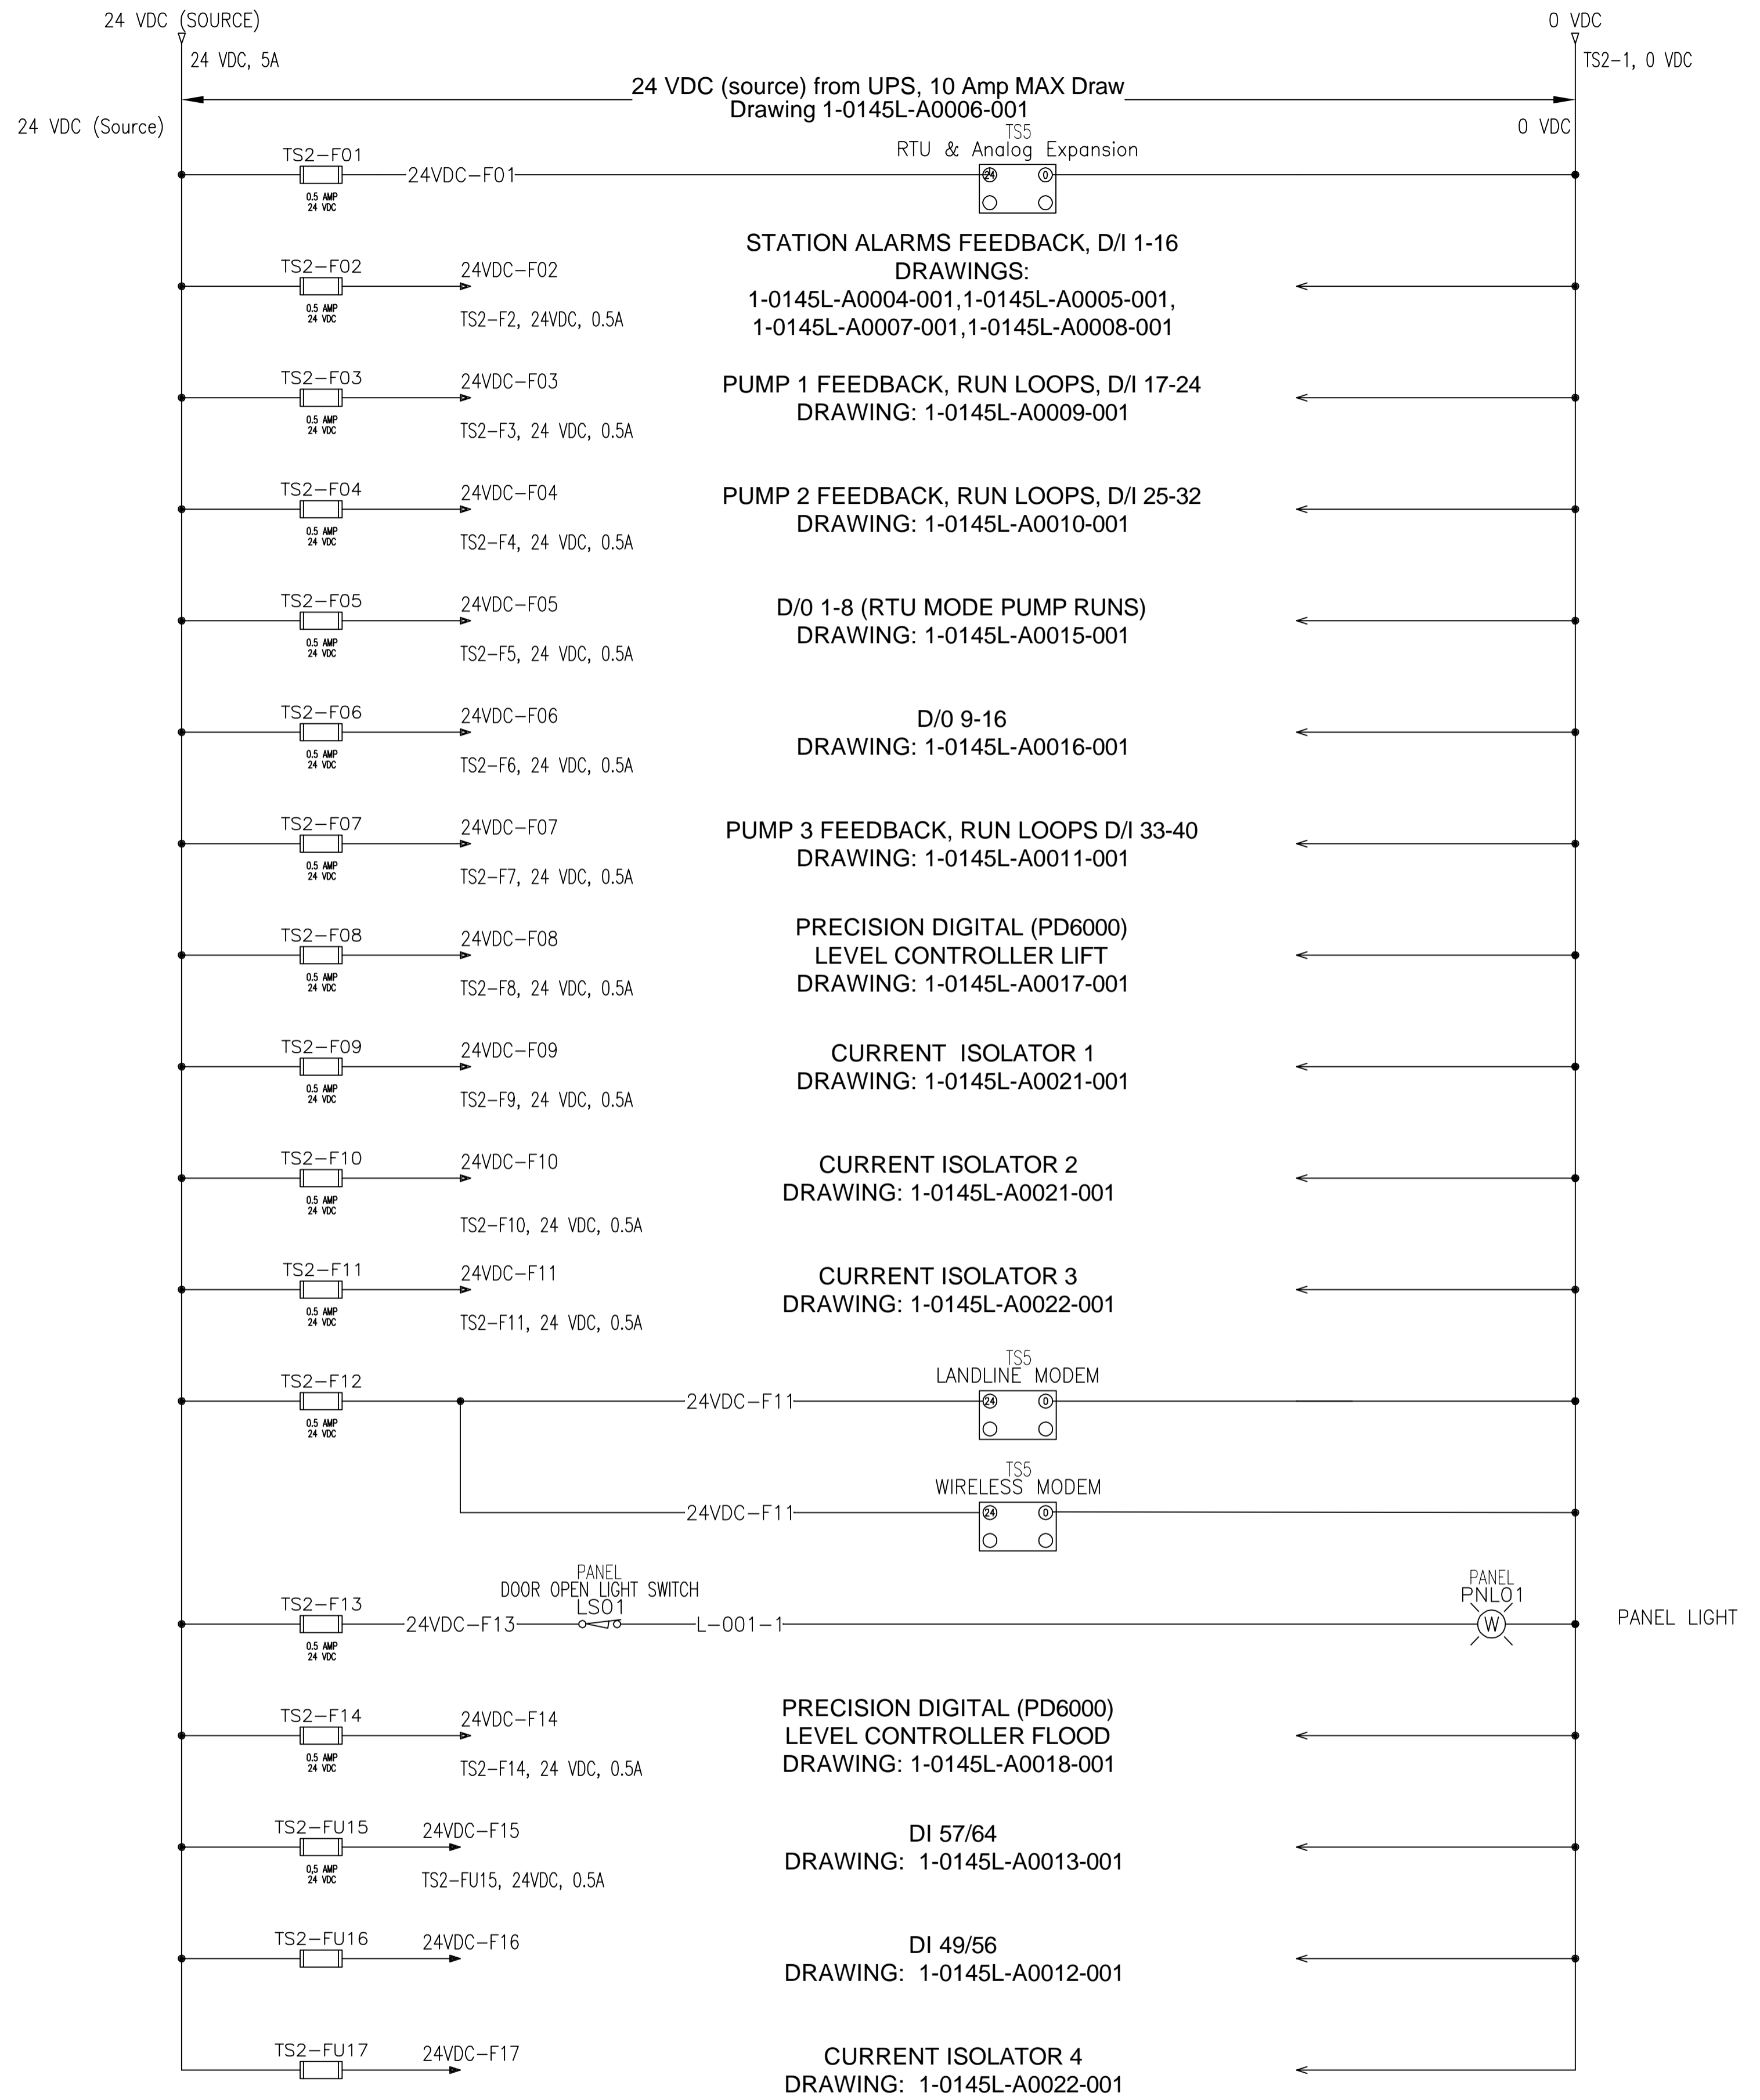 24 VDC (SOURCE)
0 VDC
24 VDC, 5A
TS2-1, 0 VDC
24 VDC (source) from UPS, 10 Amp MAX Draw
Drawing 1-0145L-A0006-001
24 VDC (Source)
0 VDC
TS5
RTU & Analog Expansion
TS2-F01
24VDC-F01
24 0
0.5 AMP
24 VDC
STATION ALARMS FEEDBACK, D/I 1-16
DRAWINGS:
1-0145L-A0004-001,1-0145L-A0005-001,
1-0145L-A0007-001,1-0145L-A0008-001
TS2-F02
24VDC-F02
0.5 AMP
24 VDC
TS2-F2, 24VDC, 0.5A
TS2-F03
24VDC-F03
0.5 AMP
24 VDC
TS2-F3, 24 VDC, 0.5A
PUMP 1 FEEDBACK, RUN LOOPS, D/I 17-24
DRAWING: 1-0145L-A0009-001
TS2-F04
24VDC-F04
0.5 AMP
24 VDC
TS2-F4, 24 VDC, 0.5A
PUMP 2 FEEDBACK, RUN LOOPS, D/I 25-32
DRAWING: 1-0145L-A0010-001
TS2-F05
24VDC-F05
0.5 AMP
24 VDC
TS2-F5, 24 VDC, 0.5A
D/0 1-8 (RTU MODE PUMP RUNS)
DRAWING: 1-0145L-A0015-001
TS2-F06
24VDC-F06
0.5 AMP
24 VDC
TS2-F6, 24 VDC, 0.5A
D/0 9-16
DRAWING: 1-0145L-A0016-001
TS2-F07
24VDC-F07
0.5 AMP
24 VDC
TS2-F7, 24 VDC, 0.5A
PUMP 3 FEEDBACK, RUN LOOPS D/I 33-40
DRAWING: 1-0145L-A0011-001
TS2-F08
24VDC-F08
0.5 AMP
24 VDC
TS2-F8, 24 VDC, 0.5A
PRECISION DIGITAL (PD6000)
LEVEL CONTROLLER LIFT
DRAWING: 1-0145L-A0017-001
TS2-F09
24VDC-F09
0.5 AMP
24 VDC
TS2-F9, 24 VDC, 0.5A
CURRENT ISOLATOR 1
DRAWING: 1-0145L-A0021-001
TS2-F10
24VDC-F10
0.5 AMP
24 VDC
TS2-F10, 24 VDC, 0.5A
CURRENT ISOLATOR 2
DRAWING: 1-0145L-A0021-001
TS2-F11
24VDC-F11
0.5 AMP
24 VDC
TS2-F11, 24 VDC, 0.5A
CURRENT ISOLATOR 3
DRAWING: 1-0145L-A0022-001
TS2-F12
0.5 AMP
24 VDC
TS5
LANDLINE MODEM
24VDC-F11
24 0
TS5
WIRELESS MODEM
24VDC-F11
24 0
TS2-F13
24VDC-F13
0.5 AMP
24 VDC
PANEL
DOOR OPEN LIGHT SWITCH
LS01
L-001-1
PANEL
PNL01
W
PANEL LIGHT
TS2-F14
24VDC-F14
0.5 AMP
24 VDC
TS2-F14, 24 VDC, 0.5A
PRECISION DIGITAL (PD6000)
LEVEL CONTROLLER FLOOD
DRAWING: 1-0145L-A0018-001
TS2-FU15
24VDC-F15
0.5 AMP
24 VDC
TS2-FU15, 24VDC, 0.5A
DI 57/64
DRAWING: 1-0145L-A0013-001
TS2-FU16
24VDC-F16
DI 49/56
DRAWING: 1-0145L-A0012-001
TS2-FU17
24VDC-F17
CURRENT ISOLATOR 4
DRAWING: 1-0145L-A0022-001